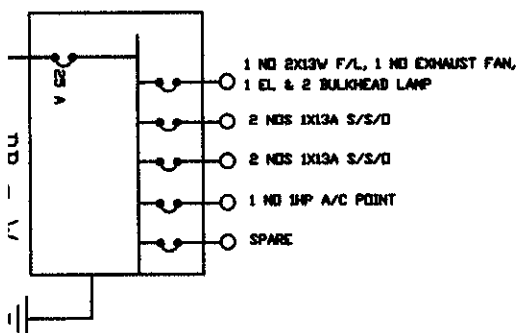 1 NO 2X13W F/L, 1 NO EXHAUST FAN,
1 EL & 2 BULKHEAD LAMP
2 NOS 1X13A S/S/O
2 NOS 1X13A S/S/O
1 NO 1HP A/C POINT
SPARE
25 A